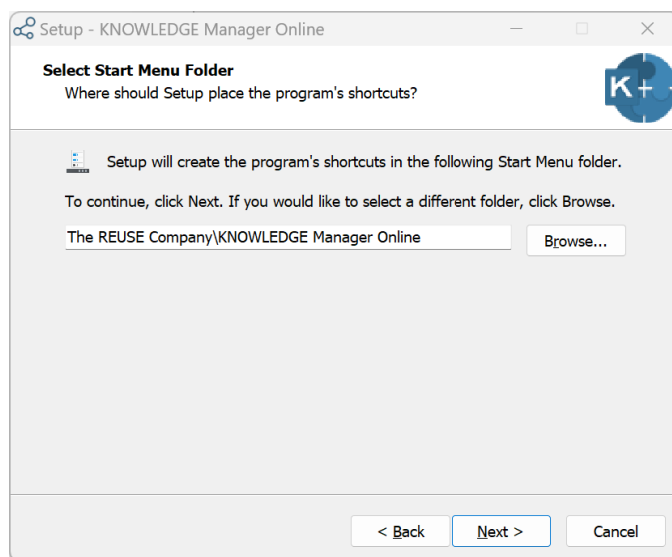 Setup - KNOWLEDGE Manager Online
Select Start Menu Folder
Where should Setup place the program's shortcuts?
K
Setup will create the program's shortcuts in the following Start Menu folder.
To continue, click Next. If you would like to select a different folder, click Browse.
The REUSE Company\KNOWLEDGE Manager Online
Browse...
< Back
Next >
Cancel